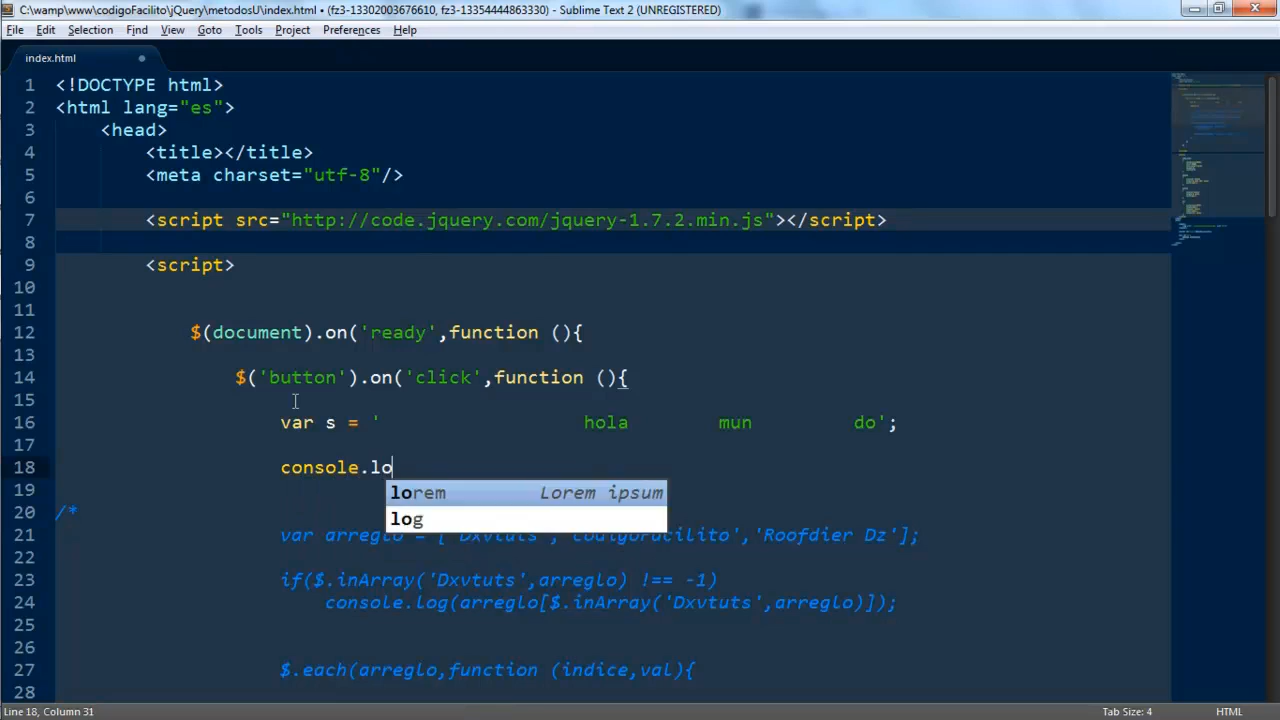 C:\wamp\www\codigoFacilito\jQuery\metodosU\index.html • (fz3-13302003676610, fz3-13354444863330) - Sublime Text 2 (UNREGISTERED)
File Edit Selection Find View Goto Tools Project Preferences Help
index.html
1 <!DOCTYPE html>
2 <html lang="es">
3 <head>
4 <title></title>
5 <meta charset="utf-8"/>
6
7 <script src="http://code.jquery.com/jquery-1.7.2.min.js"></script>
8
9 <script>
10
11
12 $(document).on('ready',function (){
13
14 $('button').on('click',function (){
15
16 var s = ' hola mun do';
17
18 console.lo
19 lorem Lorem ipsum
20 /*
log
21 var arreglo = ['Dxvtuts','codigoFacilito','Roofdier Dz'];
22
23 if($.inArray('Dxvtuts',arreglo) !== -1)
24 console.log(arreglo[$.inArray('Dxvtuts',arreglo)]);
25
26
27 $.each(arreglo,function (indice,val){
28
Line 18, Column 31 Tab Size: 4 HTML